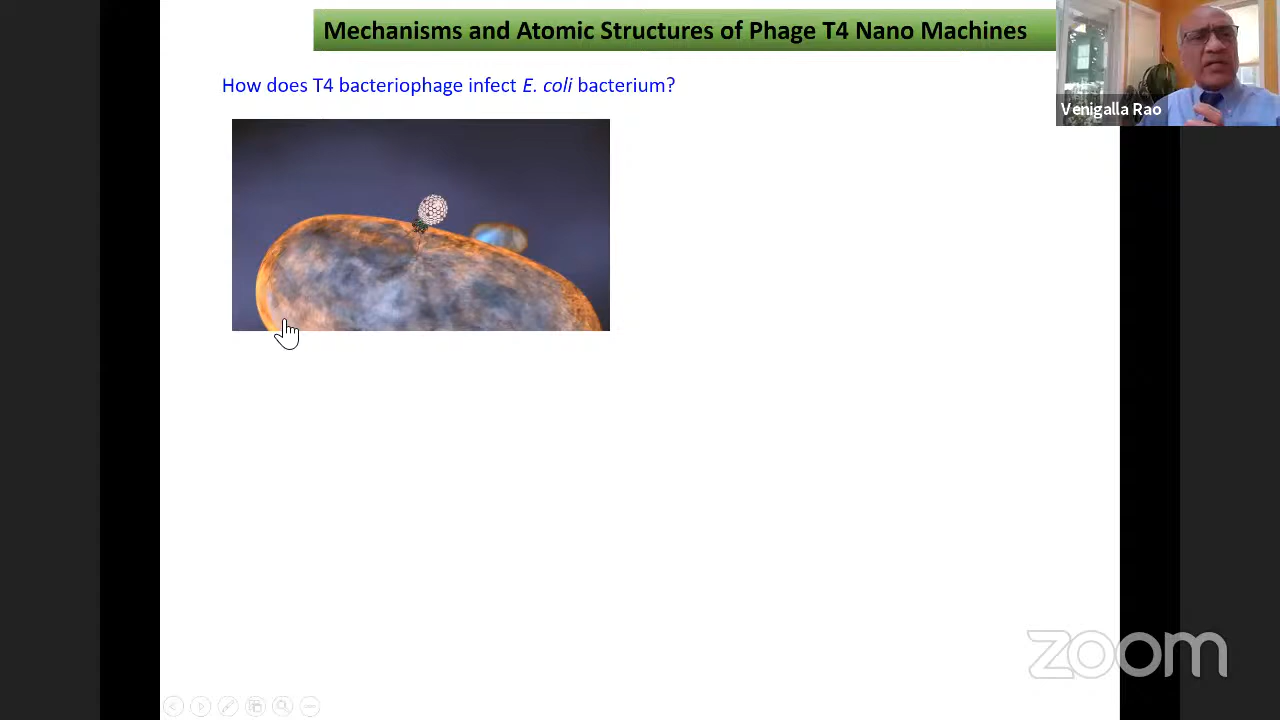 Mechanisms and Atomic Structures of Phage T4 Nano Machines
How does T4 bacteriophage infect E. coli bacterium?
Venigalla Rao
zoom